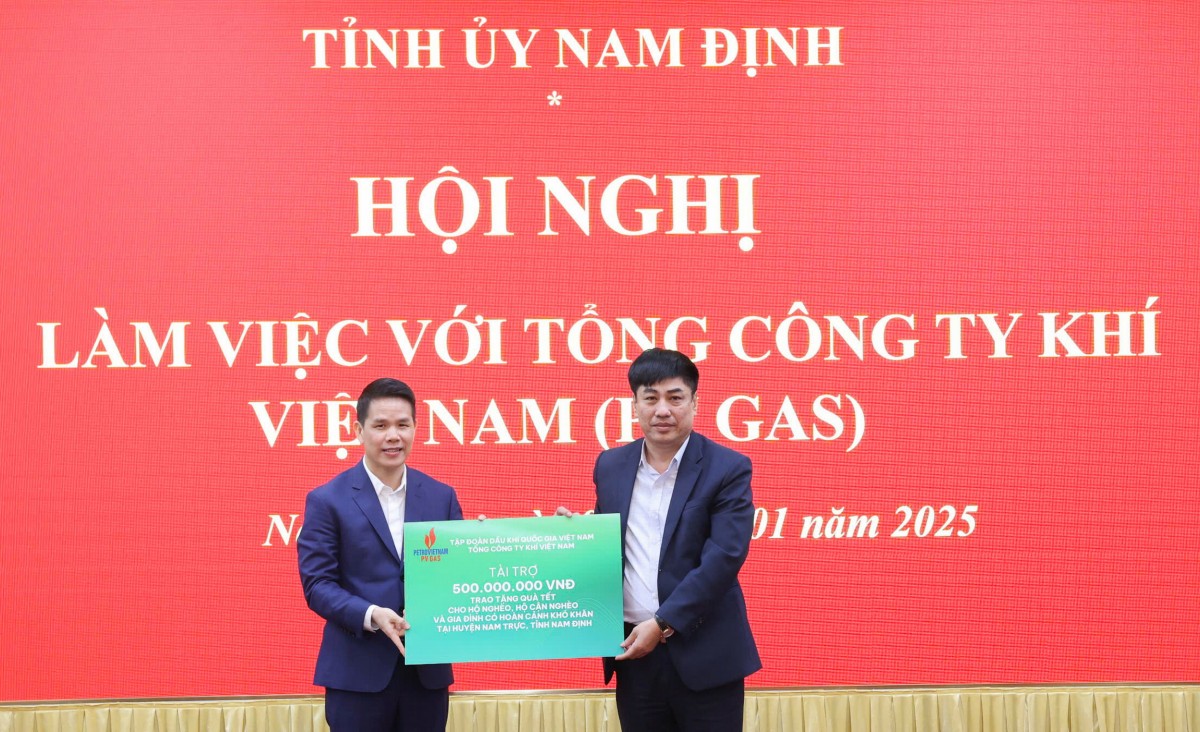 TỈNH ỦY NAM ĐỊNH
*
HỘI NGHỊ
LÀM VIỆC VỚI TỔNG CÔNG TY KHÍ
VIỆT NAM ( GAS)
01 năm 2025
PETROVIETNAM
PV GAS
TẬP ĐOÀN DẦU KHÍ QUỐC GIA VIỆT NAM
TỔNG CÔNG TY KHÍ VIỆT NAM
TÀI TRỢ
500.000.000 VNĐ
TRAO TẶNG QUÀ TẾT
CHO HỘ NGHÈO, HỘ CẬN NGHÈO
VÀ GIA ĐÌNH CÓ HOÀN CẢNH KHÓ KHĂN
TẠI HUYỆN NAM TRỰC, TỈNH NAM ĐỊNH